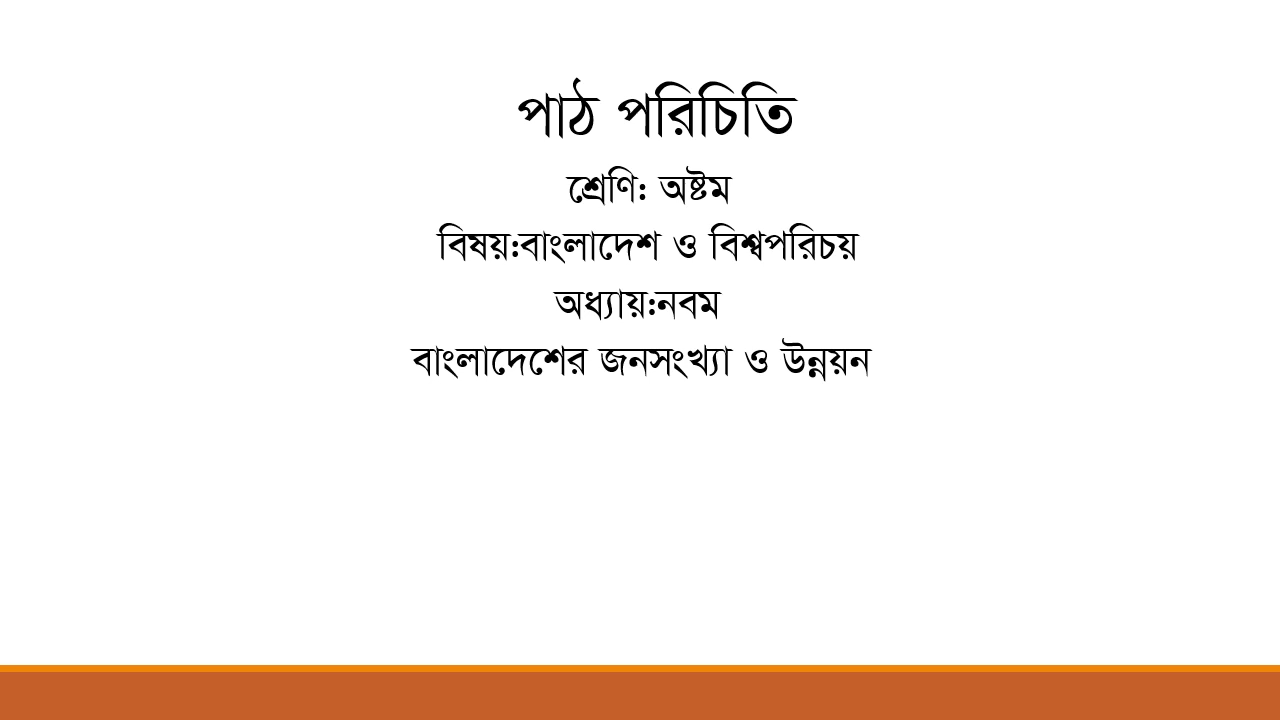 পাঠ পরিচিতি
শ্রেণি: অষ্টম
বিষয়:বাংলাদেশ ও বিশ্বপরিচয়
অধ্যায়:নবম
বাংলাদেশের জনসংখ্যা ও উন্নয়ন